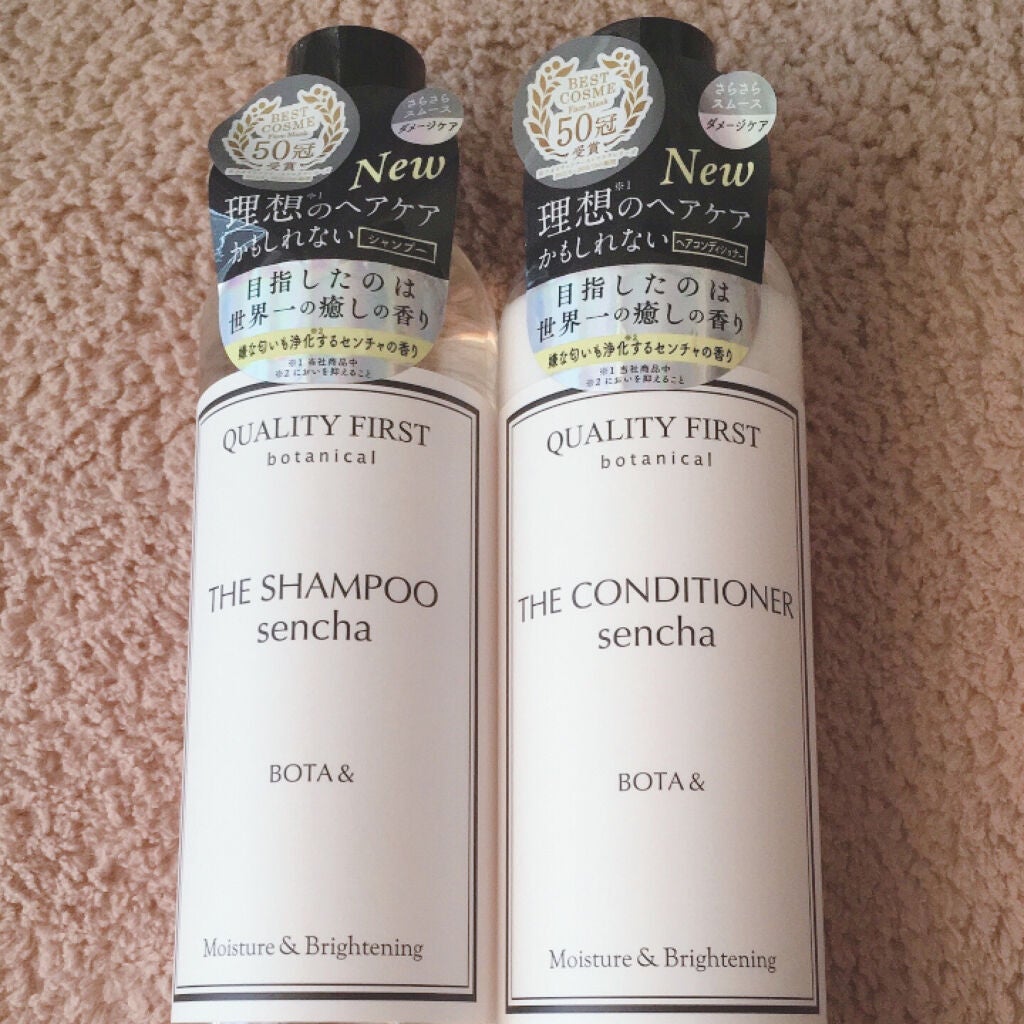 BEST
COSME
Face Mask
50冠
受賞
さらさら
スムース
ダメージケア
New
理想※1のヘアケア
かもしれない シャンプー
目指したのは
世界一の癒しの香り
嫌な匂いも浄化※2するセンチャの香り
※1 当社商品中
※2 においを抑えること
QUALITY FIRST
botanical
THE SHAMPOO
sencha
BOTA &
Moisture & Brightening
BEST
COSME
Face Mask
50冠
受賞
さらさら
スムース
ダメージケア
New
理想※1のヘアケア
かもしれない ヘアコンディショナー
目指したのは
世界一の癒しの香り
嫌な匂いも浄化※2するセンチャの香り
※1 当社商品中
※2 においを抑えること
QUALITY FIRST
botanical
THE CONDITIONER
sencha
BOTA &
Moisture & Brightening